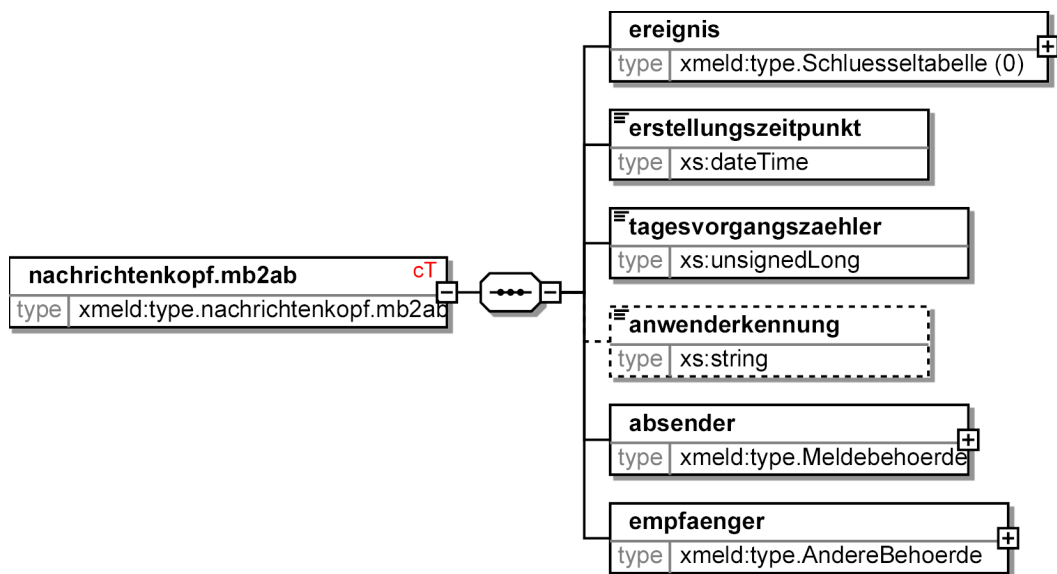 ereignis
type xmeld:type.Schluesseltabelle (0)
erstellungszeitpunkt
type xs:dateTime
tagesvorgangszaehler
type xs:unsignedLong
nachrichtenkopf.mb2ab cT
type xmeld:type.nachrichtenkopf.mb2ab
anwenderkennung
type xs:string
absender
type xmeld:type.Meldebehoerde
empfaenger
type xmeld:type.AndereBehoerde